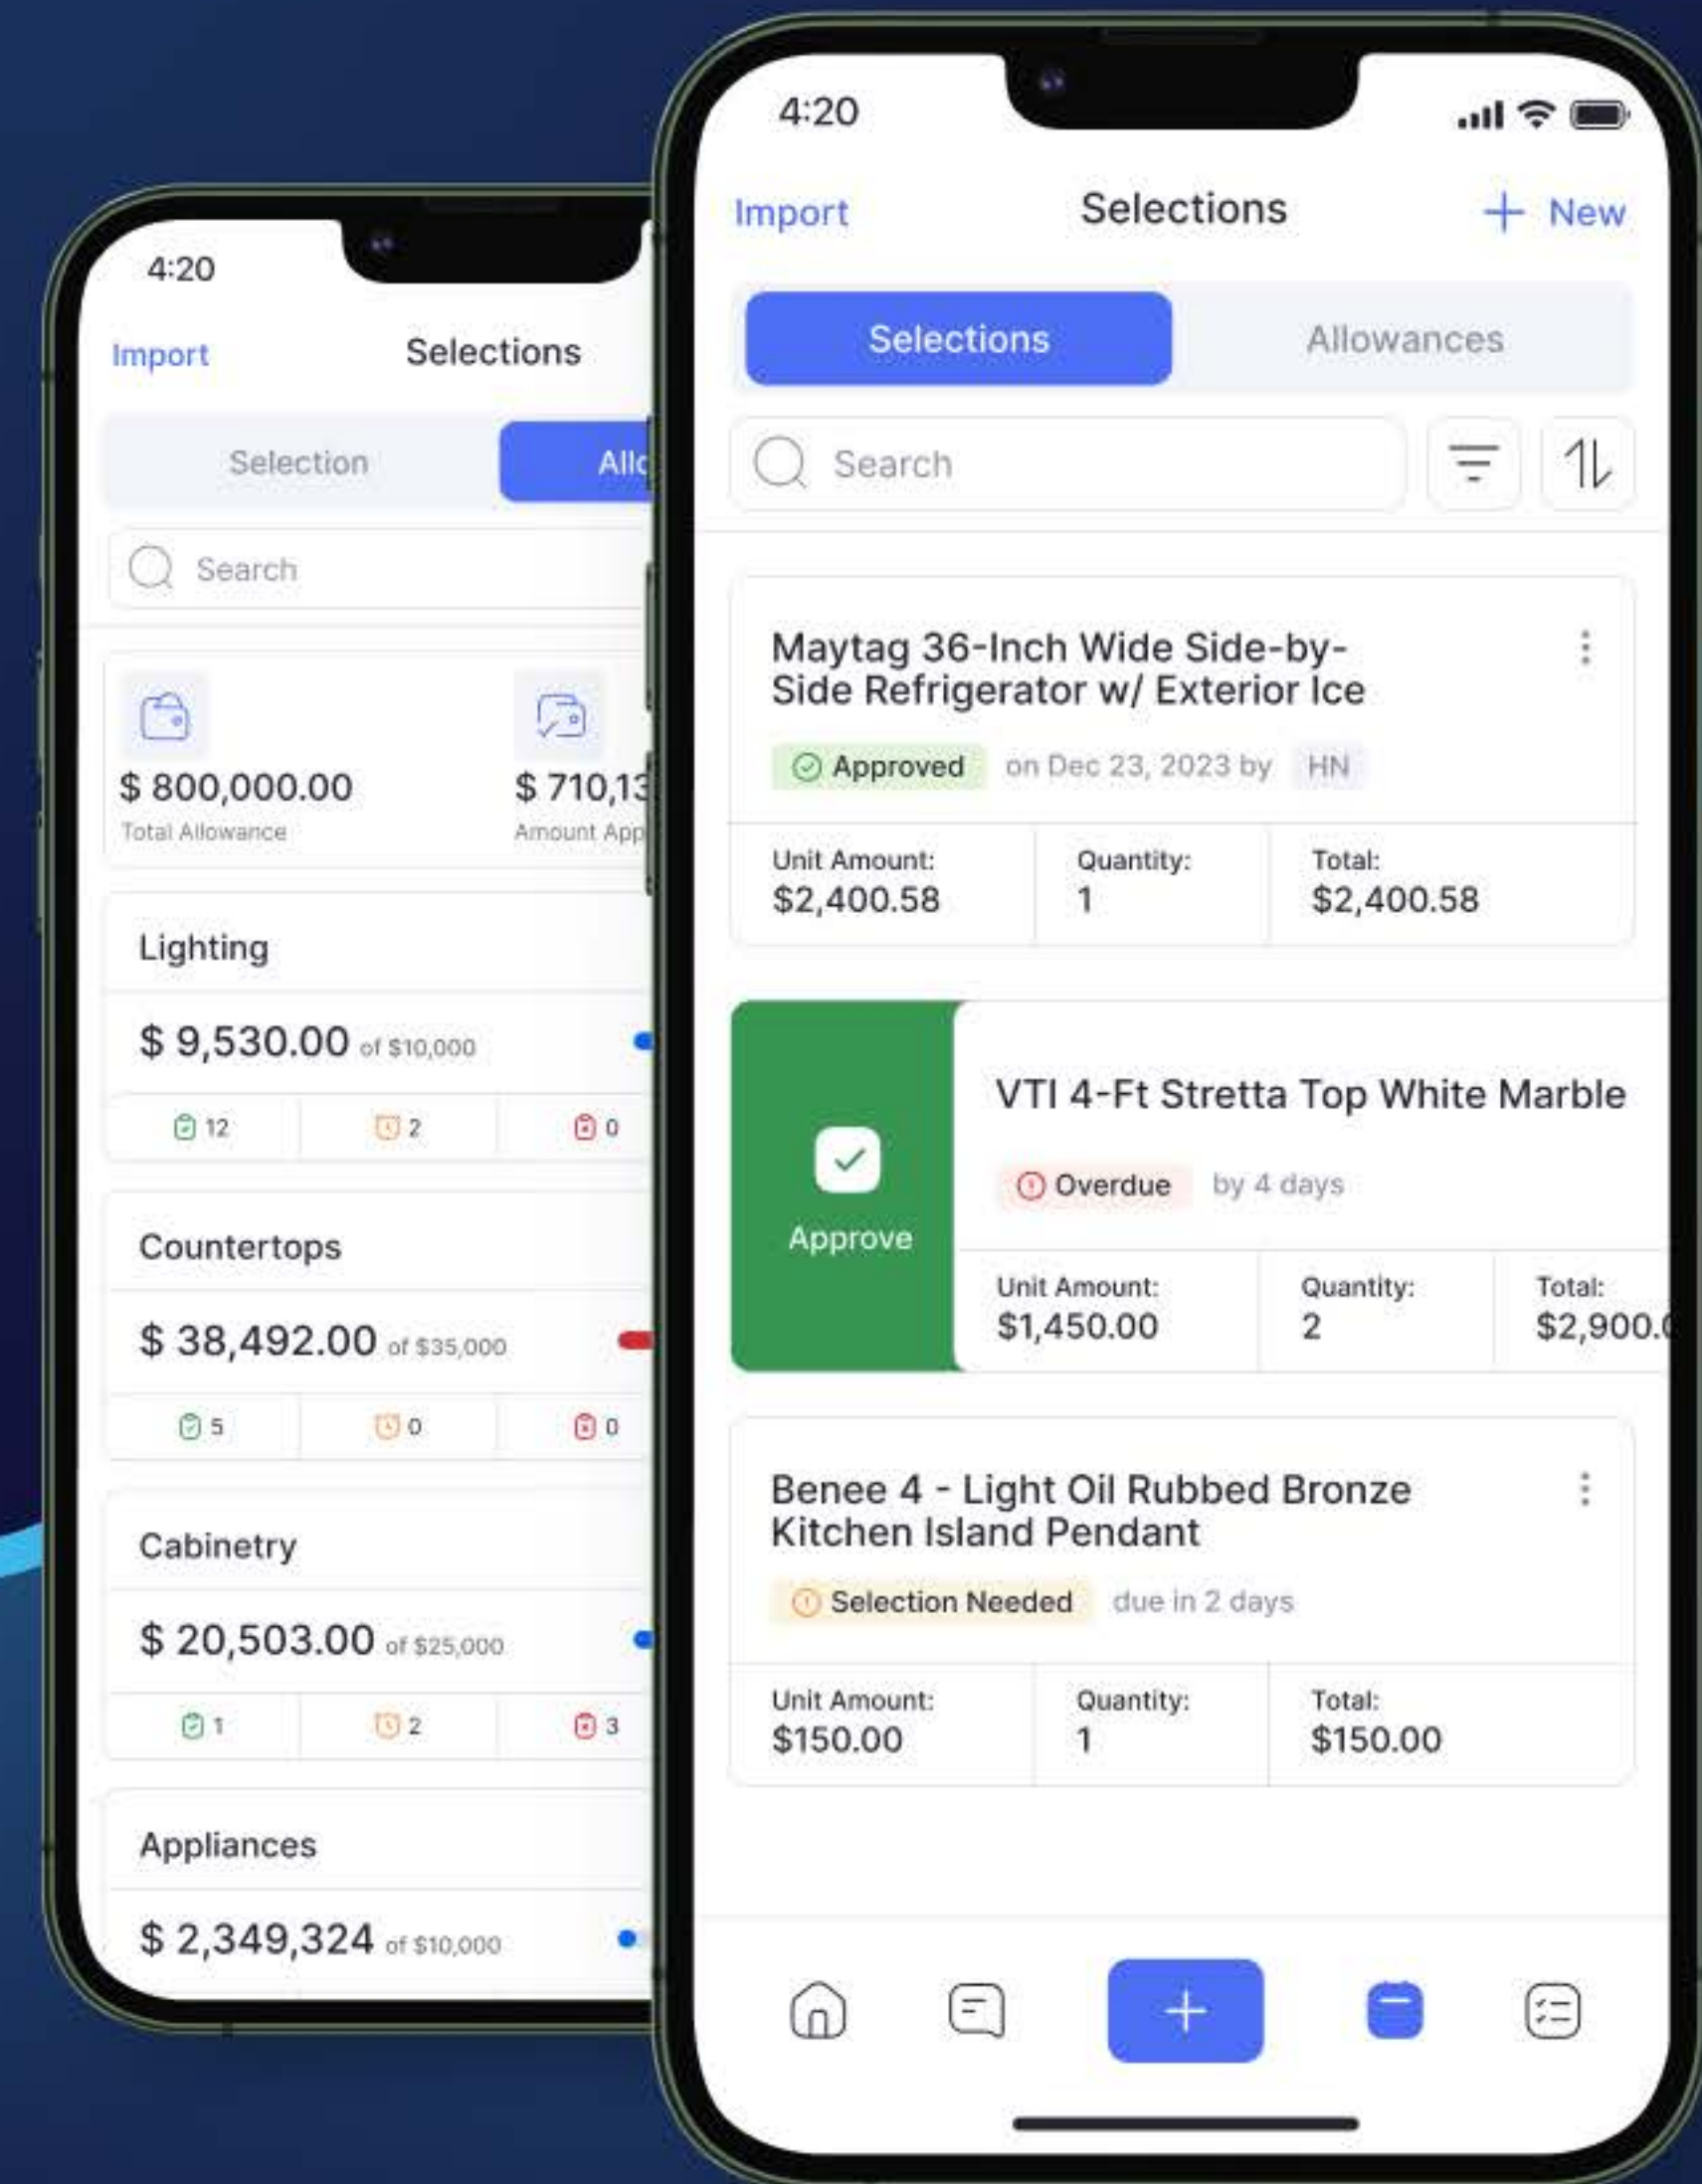 4:20
Import
Selections
Selection
Search
$ 800,000.00
Total Allowance
Amount
Lighting
$ 9,530.00 of $10,000
12
2
0
Countertops
$ 38,492.00 of $35,000
5
0
0
Cabinetry
$ 20,503.00 of $25,000
1
2
3
Appliances
$ 2,349,324 of $10,000
4:20
Import
Selections
+ New
Selections
Allowances
Search
Maytag 36-Inch Wide Side-by-
Side Refrigerator w/ Exterior Ice
Approved on Dec 23, 2023 by HN
Unit Amount: Quantity: Total:
$2,400.58 1 $2,400.58
Approve
VTI 4-Ft Stretta Top White Marble
Overdue by 4 days
Unit Amount: Quantity: Total:
$1,450.00 2 $2,900.0
Benee 4 - Light Oil Rubbed Bronze
Kitchen Island Pendant
Selection Needed due in 2 days
Unit Amount: Quantity: Total:
$150.00 1 $150.00